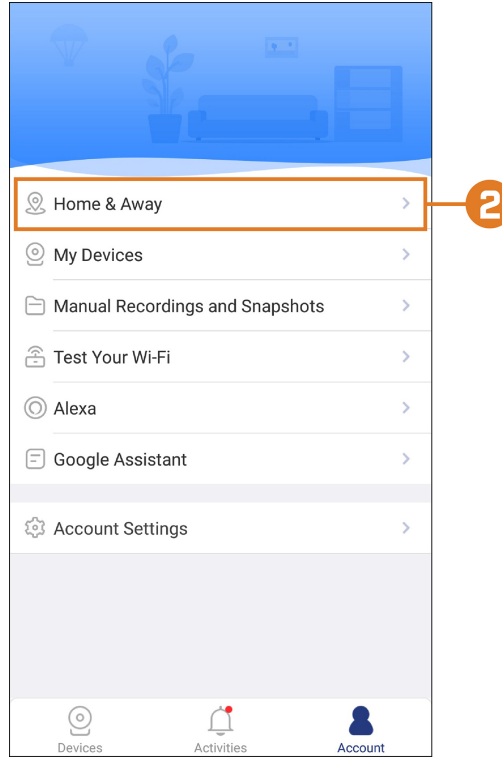 Home & Away
2
My Devices
Manual Recordings and Snapshots
Test Your Wi-Fi
Alexa
Google Assistant
Account Settings
Devices
Activities
Account